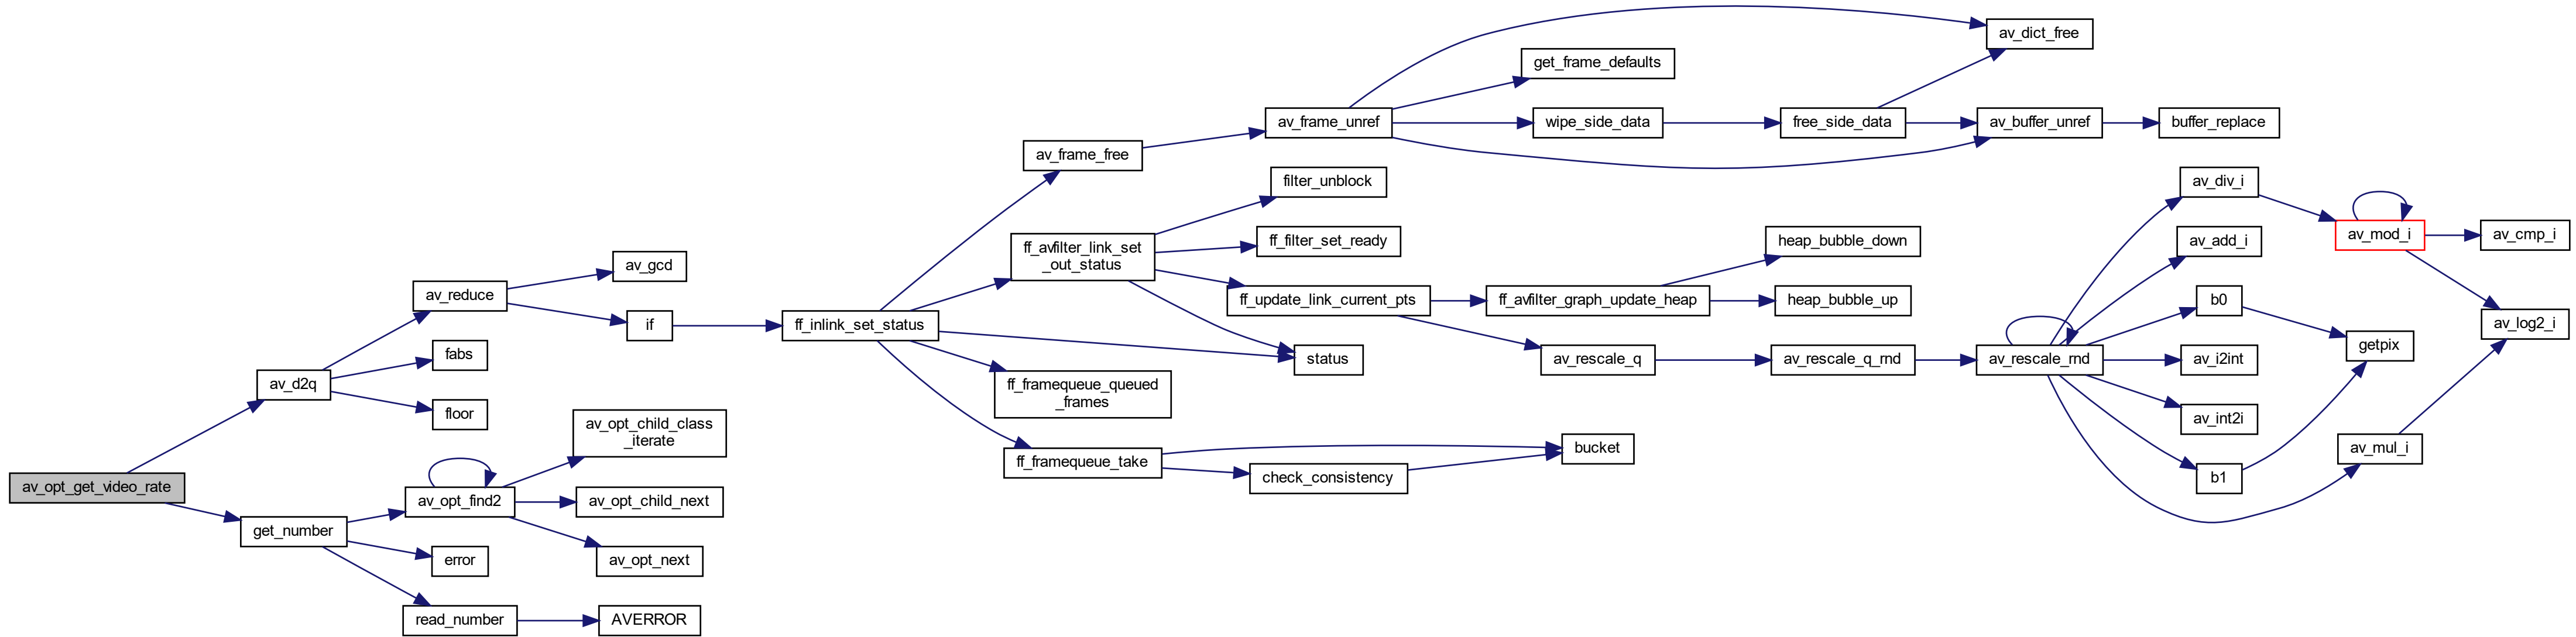 av_opt_get_video_rate
av_d2q
get_number
av_reduce
fabs
floor
av_opt_find2
error
read_number
av_gcd
if
av_opt_child_class
_iterate
av_opt_child_next
av_opt_next
AVERROR
ff_inlink_set_status
av_frame_free
ff_avfilter_link_set
_out_status
ff_framequeue_queued
_frames
ff_framequeue_take
av_frame_unref
filter_unblock
ff_filter_set_ready
ff_update_link_current_pts
status
check_consistency
get_frame_defaults
wipe_side_data
ff_avfilter_graph_update_heap
av_rescale_q
bucket
free_side_data
heap_bubble_down
heap_bubble_up
av_rescale_q_rnd
av_dict_free
av_buffer_unref
av_rescale_rnd
buffer_replace
av_div_i
av_add_i
b0
av_i2int
av_int2i
b1
av_mod_i
getpix
av_mul_i
av_cmp_i
av_log2_i